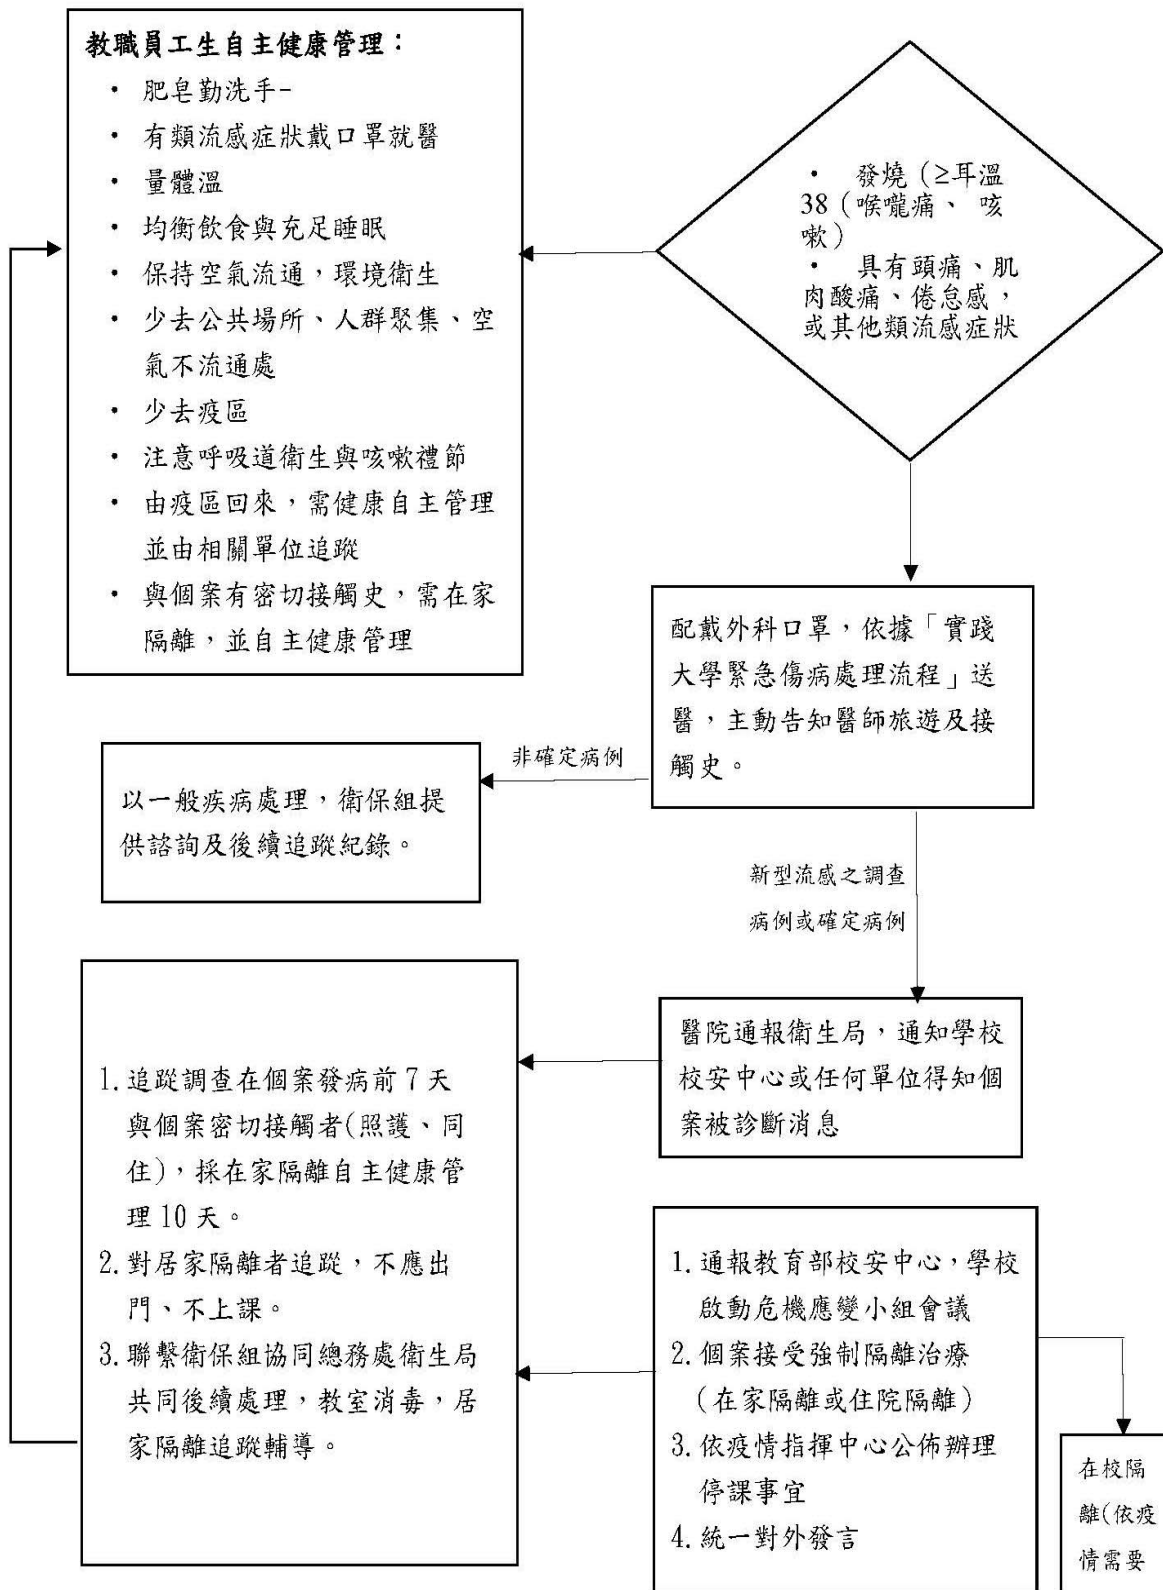 教職員工生自主健康管理：
• 肥皂勤洗手-
• 有類流感症狀戴口罩就醫
• 量體溫
• 均衡飲食與充足睡眠
• 保持空氣流通，環境衛生
• 少去公共場所、人群聚集、空
氣不流通處
• 少去疫區
• 注意呼吸道衛生與咳嗽禮節
• 由疫區回來，需健康自主管理
並由相關單位追蹤
• 與個案有密切接觸史，需在家
隔離，並自主健康管理
• 發燒（≥耳溫
38（喉嚨痛、 咳
嗽）
• 具有頭痛、肌
肉酸痛、倦怠感，
或其他類流感症狀
配戴外科口罩，依據「實踐
大學緊急傷病處理流程」送
醫，主動告知醫師旅遊及接
觸史。
非確定病例
以一般疾病處理，衛保組提
供諮詢及後續追蹤紀錄。
新型流感之調查
病例或確定病例
醫院通報衛生局，通知學校
校安中心或任何單位得知個
案被診斷消息
1. 追蹤調查在個案發病前 7 天
與個案密切接觸者(照護、同
住)，採在家隔離自主健康管
理 10 天。
2. 對居家隔離者追蹤，不應出
門、不上課。
3. 聯繫衛保組協同總務處衛生局
共同後續處理，教室消毒，居
家隔離追蹤輔導。
1. 通報教育部校安中心，學校
啟動危機應變小組會議
2. 個案接受強制隔離治療
（在家隔離或住院隔離）
3. 依疫情指揮中心公佈辦理
停課事宜
4. 統一對外發言
在校隔
離(依疫
情需要